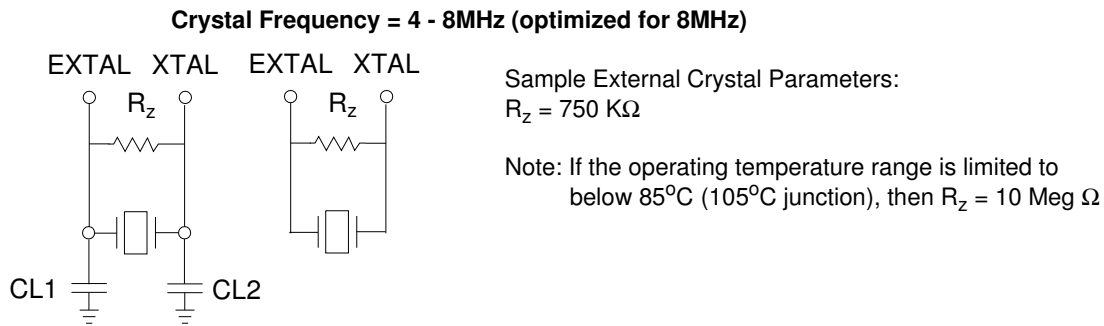 Crystal Frequency = 4 - 8MHz (optimized for 8MHz)
EXTAL XTAL EXTAL XTAL
Rz Rz
CL1 CL2
Sample External Crystal Parameters:
Rz = 750 KΩ
Note: If the operating temperature range is limited to
below 85°C (105°C junction), then Rz = 10 Meg Ω